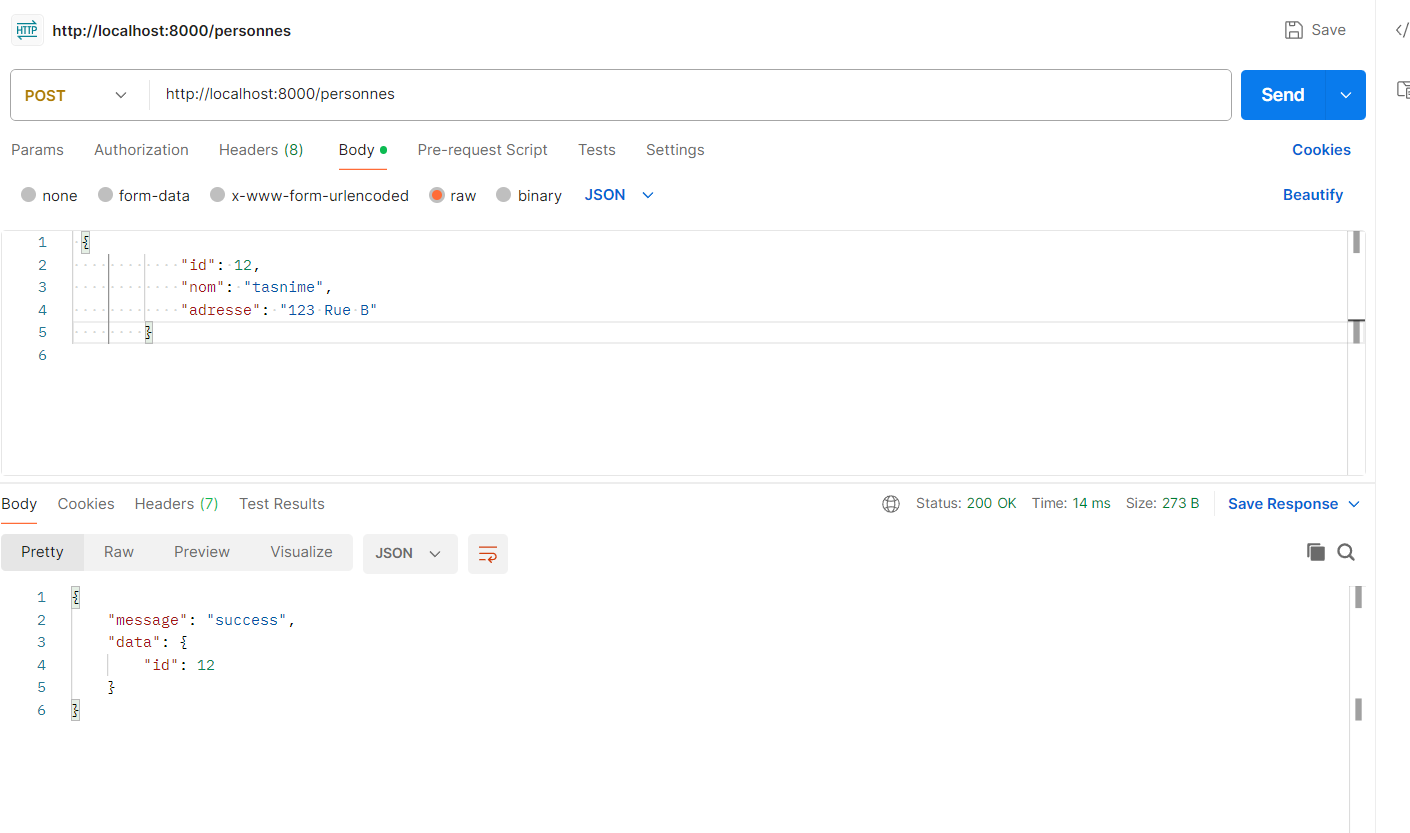 HTTP http://localhost:8000/personnes Save </>
POST http://localhost:8000/personnes Send
Params Authorization Headers (8) Body Pre-request Script Tests Settings Cookies
none form-data x-www-form-urlencoded raw binary JSON Beautify
1 {
2 "id": 12,
3 "nom": "tasnime",
4 "adresse": "123 Rue B"
5 }
6
Body Cookies Headers (7) Test Results Status: 200 OK Time: 14 ms Size: 273 B Save Response
Pretty Raw Preview Visualize JSON
1 {
2 "message": "success",
3 "data": {
4 "id": 12
5 }
6 }